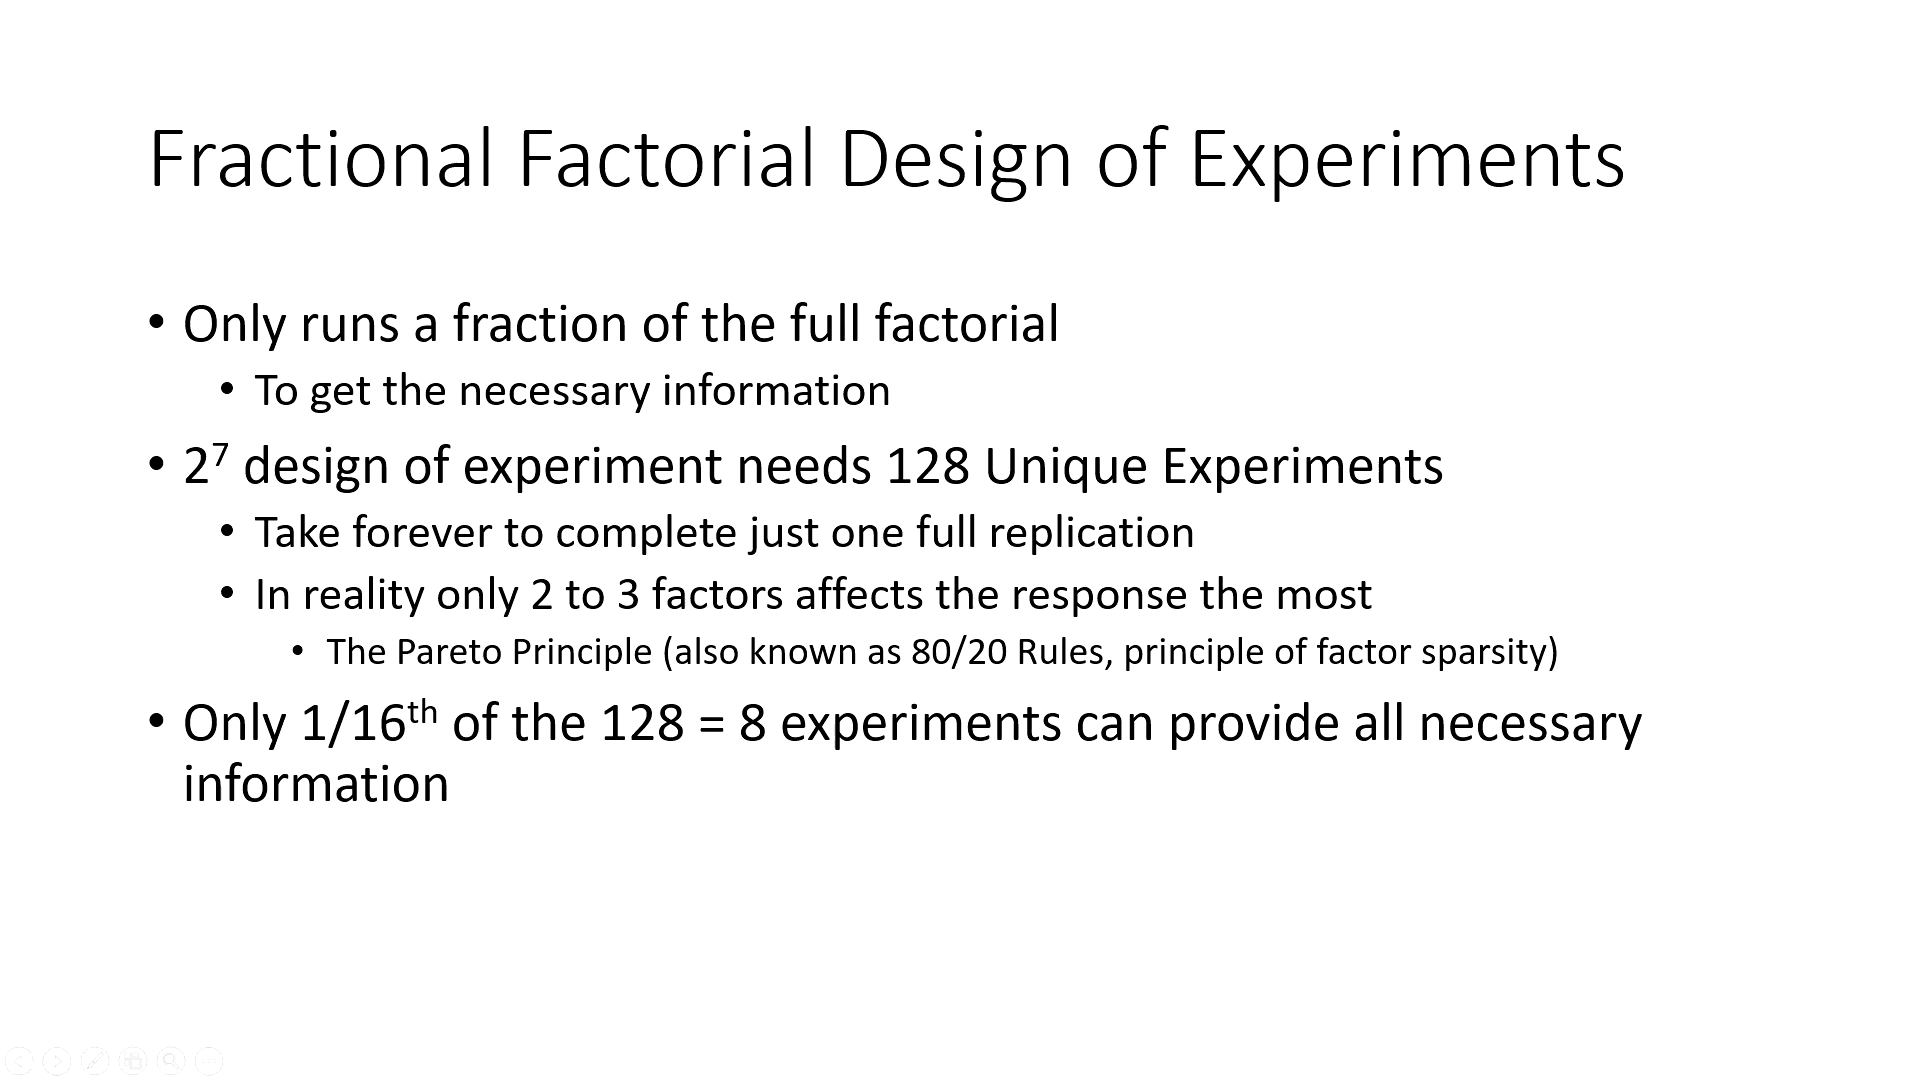 Fractional Factorial Design of Experiments
• Only runs a fraction of the full factorial
• To get the necessary information
• 2⁷ design of experiment needs 128 Unique Experiments
• Take forever to complete just one full replication
• In reality only 2 to 3 factors affects the response the most
• The Pareto Principle (also known as 80/20 Rules, principle of factor sparsity)
• Only 1/16ᵗʰ of the 128 = 8 experiments can provide all necessary
information